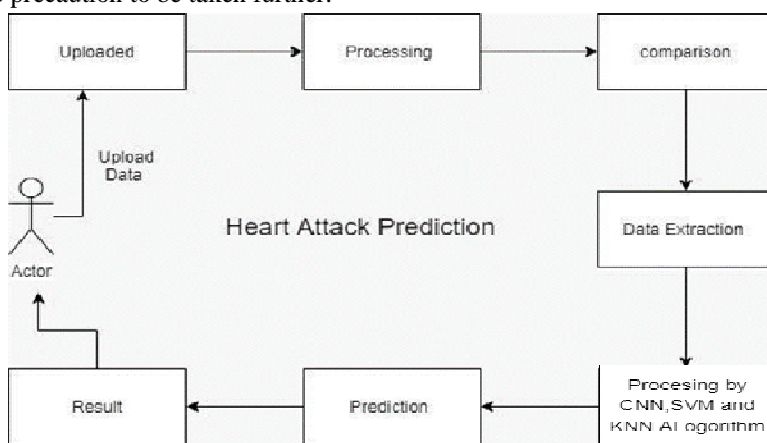 precaution to be taken further.
Uploaded
Processing
comparison
Upload
Data
Heart Attack Prediction
Data Extraction
Actor
Result
Prediction
Procesing by
CNN,SVM and
KNN AI ogorithm